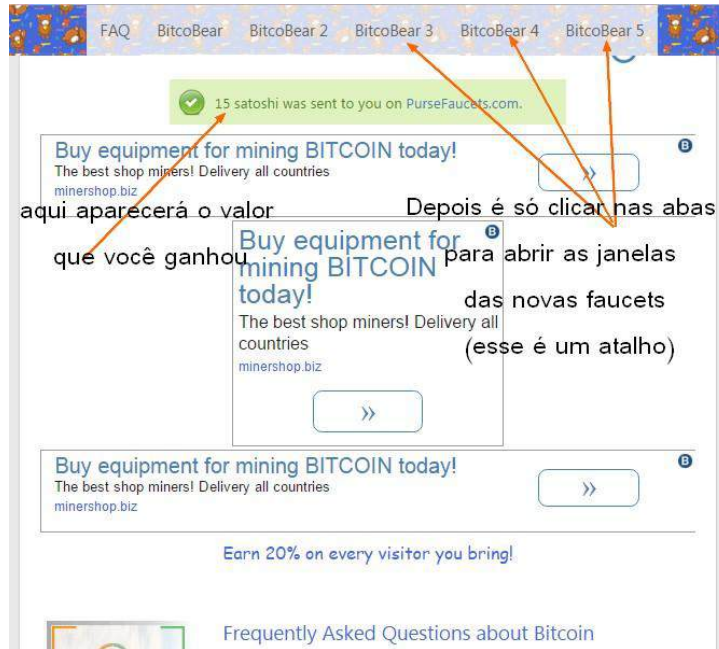 FAQ BitcoBear BitcoBear 2 BitcoBear 3 BitcoBear 4 BitcoBear 5
15 satoshi was sent to you on PurseFaucets.com.
Buy equipment for mining BITCOIN today!
The best shop miners! Delivery all countries
minershop.biz
»
B
aqui aparecerá o valor
que você ganhou
Depois é só clicar nas abas
para abrir as janelas
das novas faucets
(esse é um atalho)
Buy equipment for
mining BITCOIN
today!
The best shop miners! Delivery all
countries
minershop.biz
»
B
Buy equipment for mining BITCOIN today!
The best shop miners! Delivery all countries
minershop.biz
»
B
Earn 20% on every visitor you bring!
Frequently Asked Questions about Bitcoin